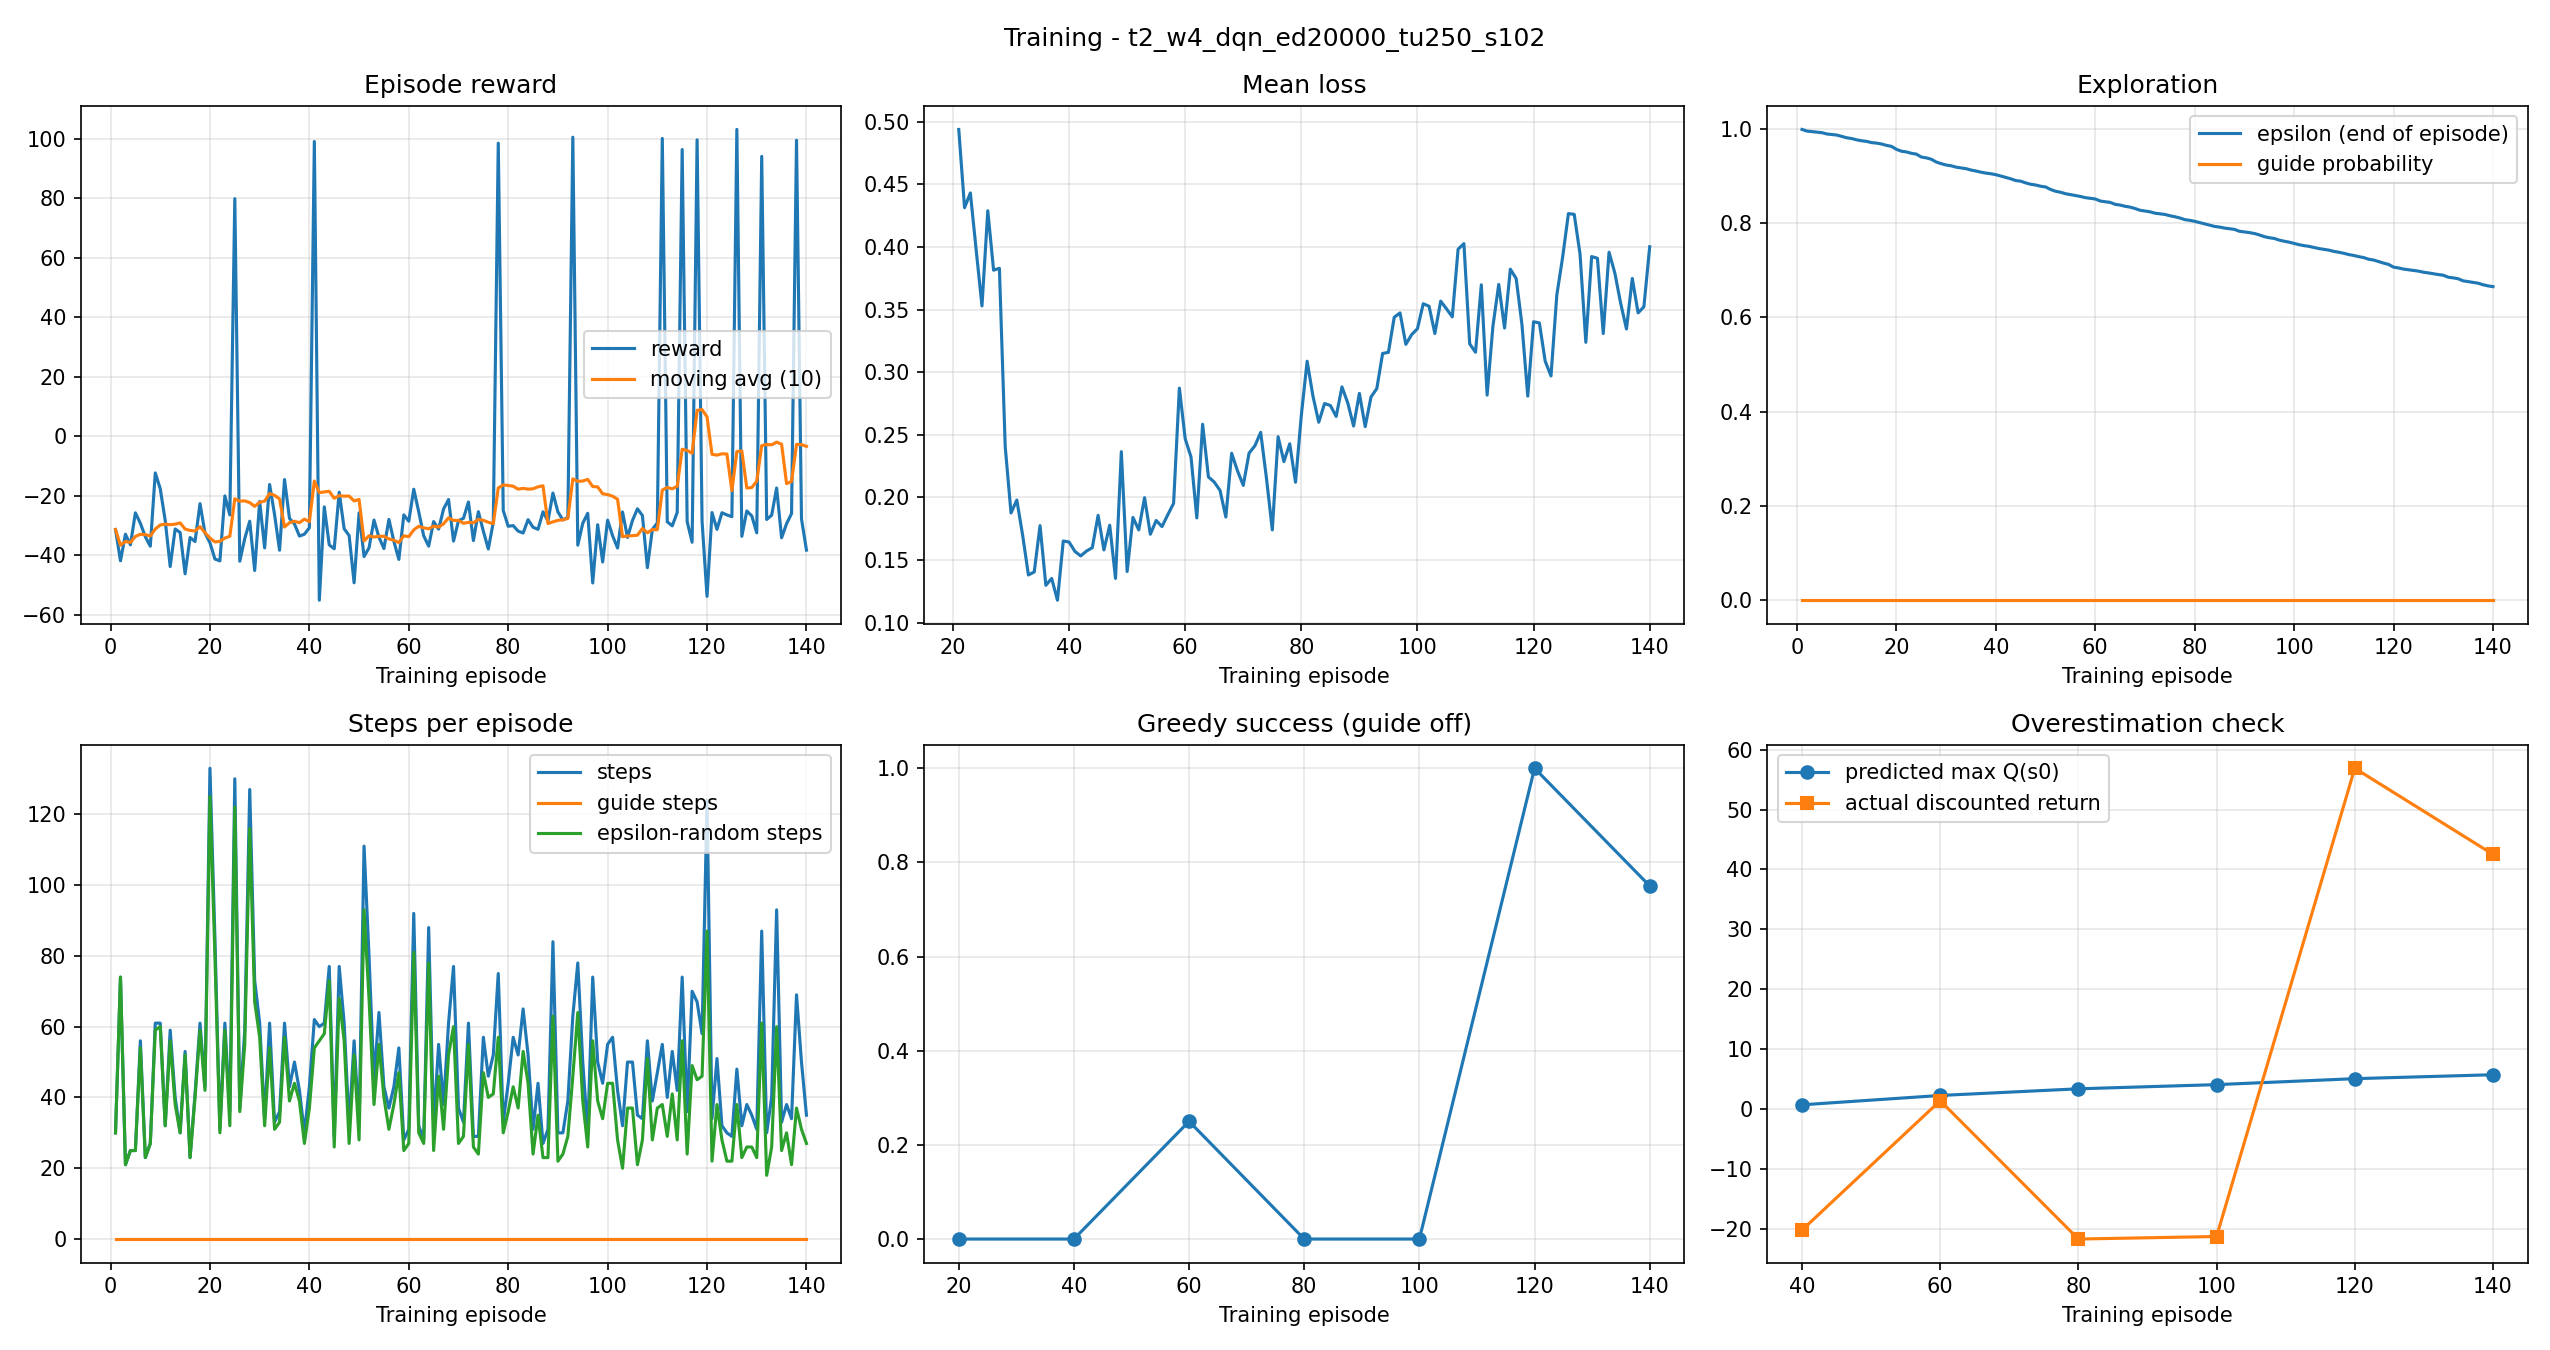 Training - t2_w4_dqn_ed20000_tu250_s102
Episode reward
100
80
60
40
20
0
−20
−40
−60
reward
moving avg (10)
0 20 40 60 80 100 120 140
Training episode
Mean loss
0.50
0.45
0.40
0.35
0.30
0.25
0.20
0.15
0.10
20 40 60 80 100 120 140
Training episode
Exploration
1.0
0.8
0.6
0.4
0.2
0.0
epsilon (end of episode)
guide probability
0 20 40 60 80 100 120 140
Training episode
Steps per episode
120
100
80
60
40
20
0
steps
guide steps
epsilon-random steps
0 20 40 60 80 100 120 140
Training episode
Greedy success (guide off)
1.0
0.8
0.6
0.4
0.2
0.0
20 40 60 80 100 120 140
Training episode
Overestimation check
60
50
40
30
20
10
0
−10
−20
predicted max Q(s0)
actual discounted return
40 60 80 100 120 140
Training episode